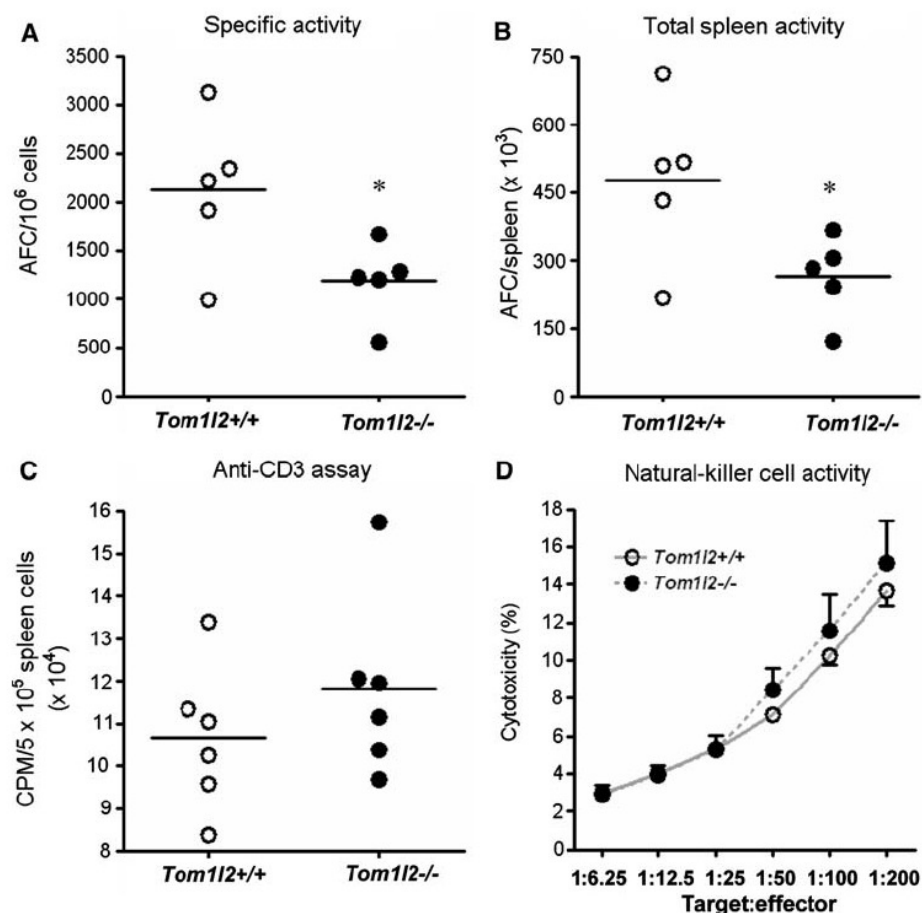 A
Specific activity
AFC/10⁶ cells
3500
3000
2500
2000
1500
1000
500
0
*
Tom1l2+/+
Tom1l2-/-
B
Total spleen activity
AFC/spleen (x 10³)
750
600
450
300
150
0
*
Tom1l2+/+
Tom1l2-/-
C
Anti-CD3 assay
CPM/5 x 10⁵ spleen cells
(x 10⁴)
16
15
14
13
12
11
10
9
8
Tom1l2+/+
Tom1l2-/-
D
Natural-killer cell activity
Cytotoxicity (%)
18
16
14
12
10
8
6
4
2
0
Tom1l2+/+
Tom1l2-/-
1:6.25 1:12.5 1:25 1:50 1:100 1:200
Target:effector